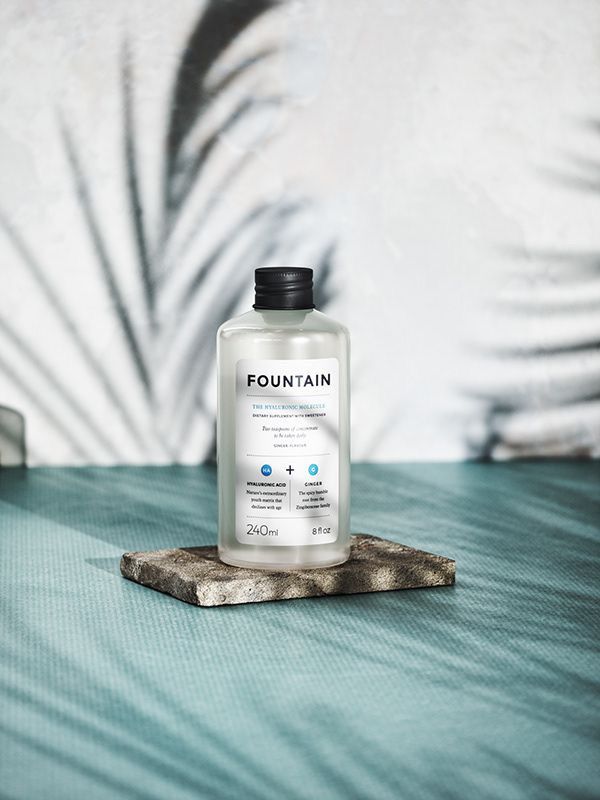 FOUNTAIN
THE HYALURONIC MOLECULE
DIETARY SUPPLEMENT WITH SWEETENER
Two teaspoons of concentrate
to be taken daily.
GINGER FLAVOUR
HA + G
HYALURONIC ACID GINGER
Nature's extraordinary The spicy humble
youth matrix that root from the
declines with age Zingiberaceae family
240ml 8 fl oz